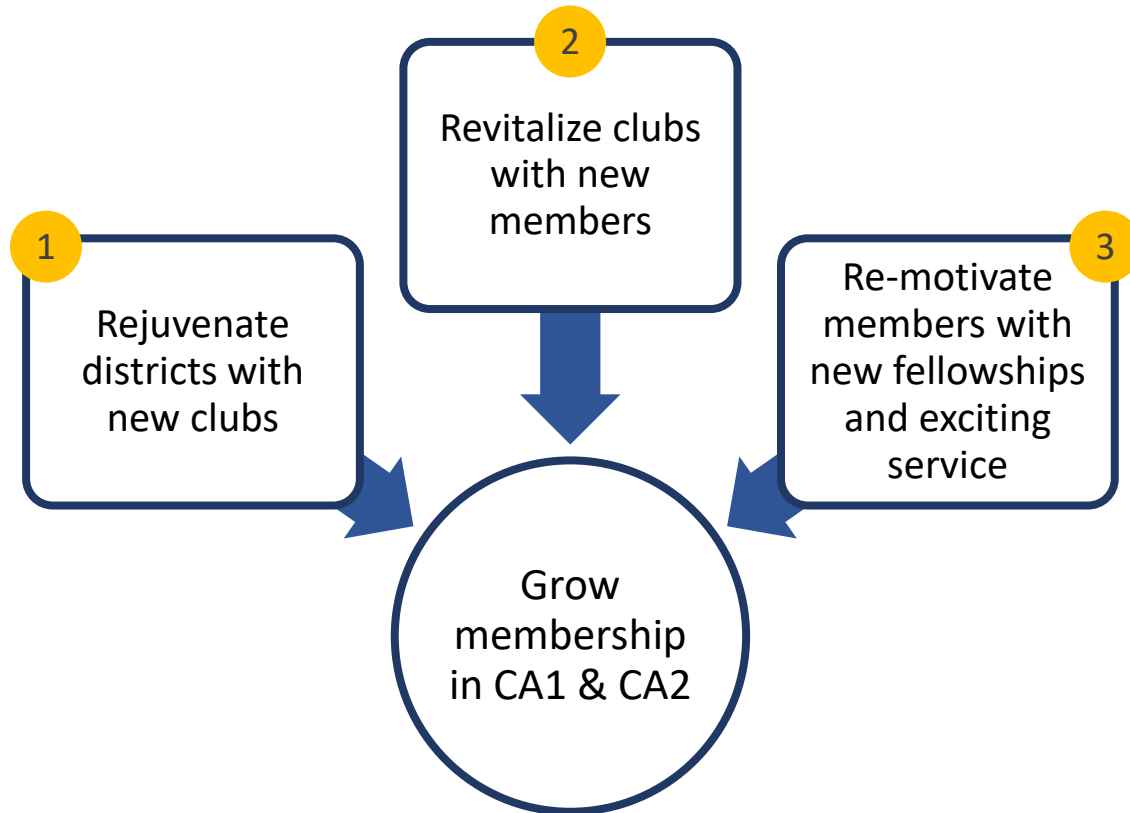 1
Rejuvenate
districts with
new clubs
2
Revitalize clubs
with new
members
3
Re-motivate
members with
new fellowships
and exciting
service
Grow
membership
in CA1 & CA2